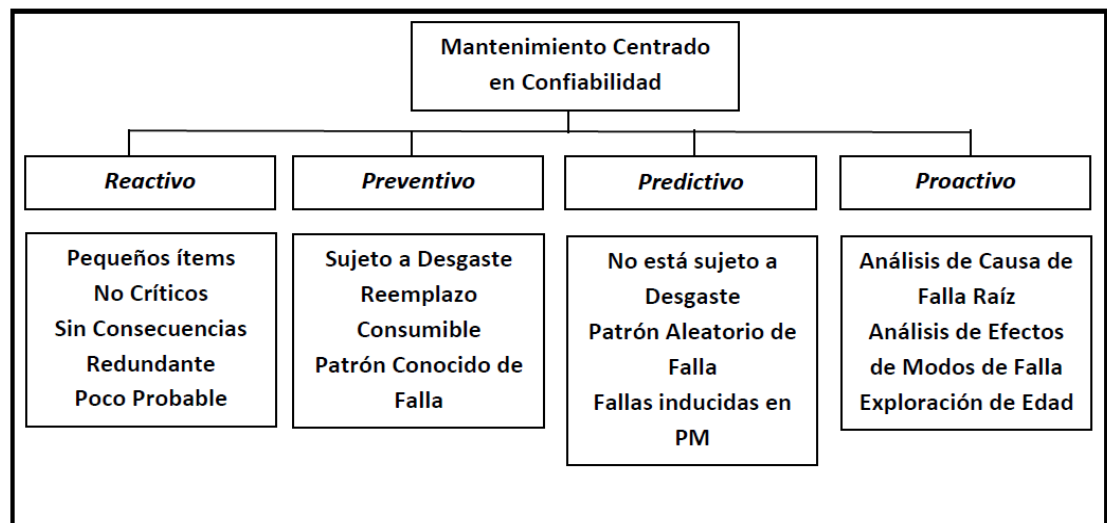 Mantenimiento Centrado
en Confiabilidad
Reactivo
Preventivo
Predictivo
Proactivo
Pequeños ítems
No Críticos
Sin Consecuencias
Redundante
Poco Probable
Sujeto a Desgaste
Reemplazo
Consumible
Patrón Conocido de
Falla
No está sujeto a
Desgaste
Patrón Aleatorio de
Falla
Fallas inducidas en
PM
Análisis de Causa de
Falla Raíz
Análisis de Efectos
de Modos de Falla
Exploración de Edad